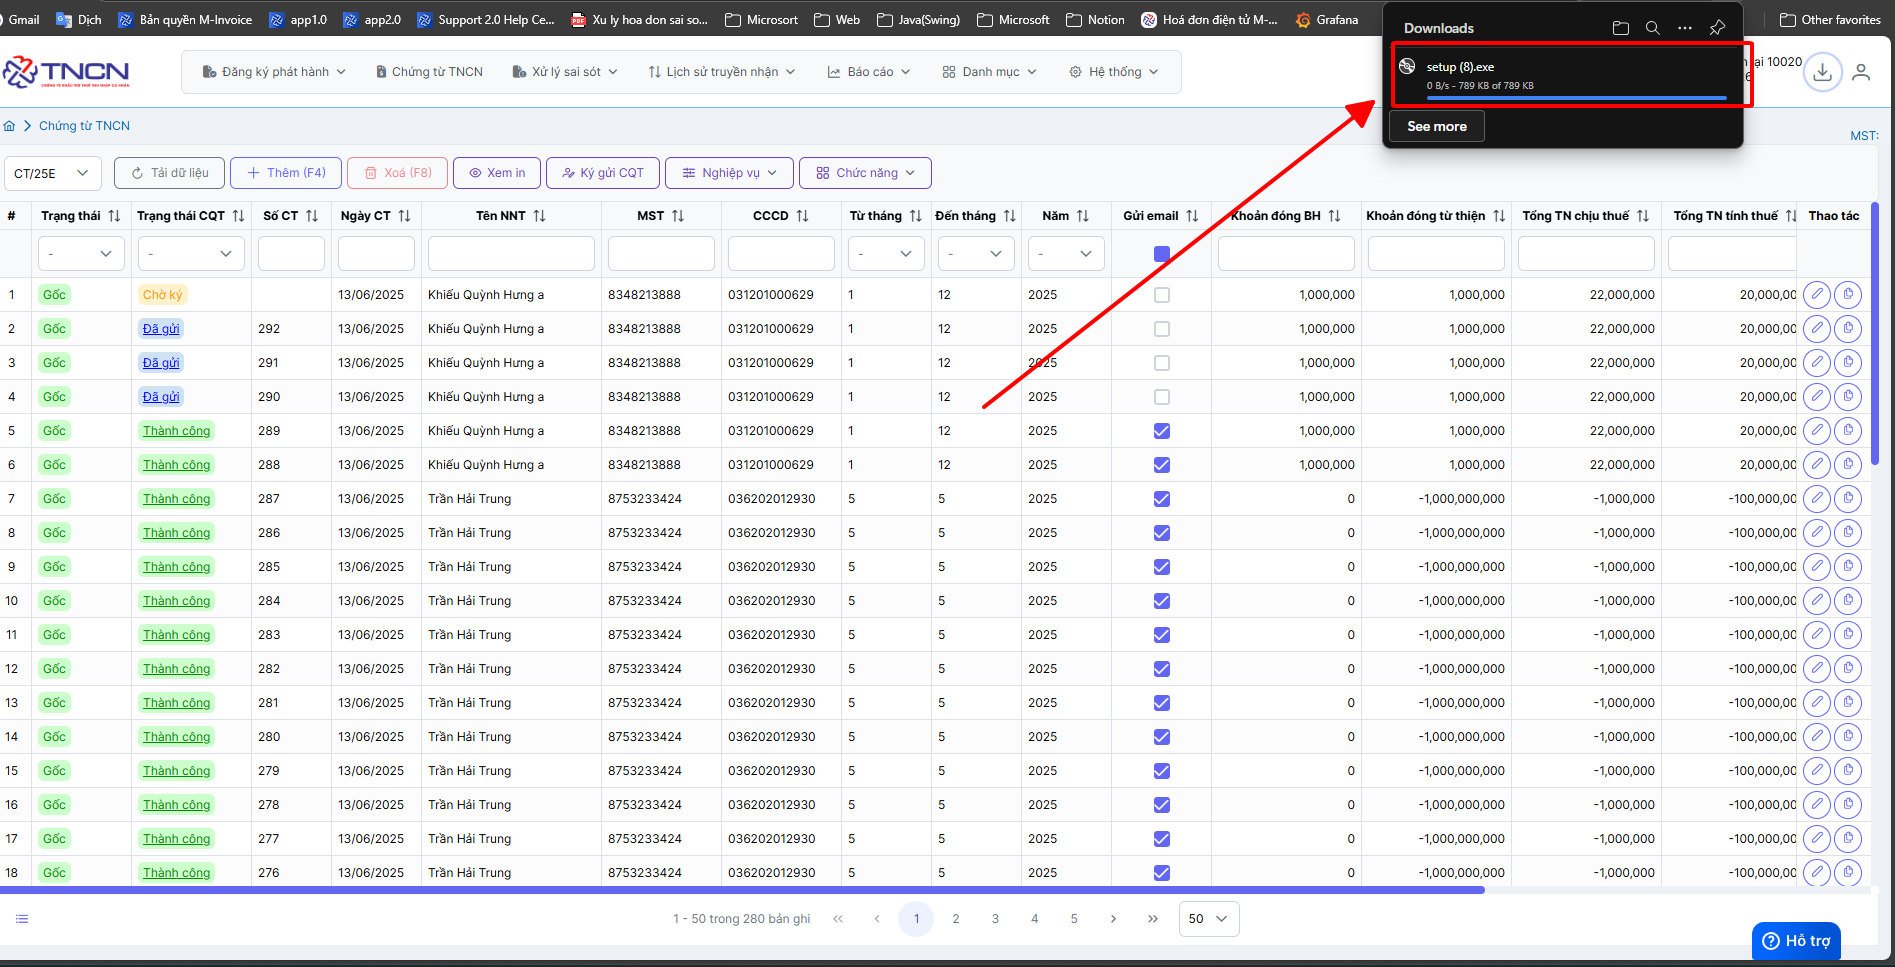 Gmail Dịch Bản quyền M-Invoice app1.0 app2.0 Support 2.0 Help Ce... Xu ly hoa don sai so... Microsort Web Java(Swing) Microsoft Notion Hoá đơn điện tử M-... Grafana Other favorites
Downloads
setup (8).exe
0 B/s - 789 KB of 789 KB
See more
TNCN
CHỨNG TỪ KHẤU TRỪ THUẾ THU NHẬP CÁ NHÂN
Đăng ký phát hành Chứng từ TNCN Xử lý sai sót Lịch sử truyền nhận Báo cáo Danh mục Hệ thống
ại 10020
Chứng từ TNCN
MST:
CT/25E Tải dữ liệu Thêm (F4) Xoá (F8) Xem in Ký gửi CQT Nghiệp vụ Chức năng
# Trạng thái Trạng thái CQT Số CT Ngày CT Tên NNT MST CCCD Từ tháng Đến tháng Năm Gửi email Khoản đóng BH Khoản đóng từ thiện Tổng TN chịu thuế Tổng TN tính thuế Thao tác
- - - - -
1 Gốc Chờ ký 13/06/2025 Khiếu Quỳnh Hưng a 8348213888 031201000629 1 12 2025 1,000,000 1,000,000 22,000,000 20,000,00
2 Gốc Đã gửi 292 13/06/2025 Khiếu Quỳnh Hưng a 8348213888 031201000629 1 12 2025 1,000,000 1,000,000 22,000,000 20,000,00
3 Gốc Đã gửi 291 13/06/2025 Khiếu Quỳnh Hưng a 8348213888 031201000629 1 12 2025 1,000,000 1,000,000 22,000,000 20,000,00
4 Gốc Đã gửi 290 13/06/2025 Khiếu Quỳnh Hưng a 8348213888 031201000629 1 12 2025 1,000,000 1,000,000 22,000,000 20,000,00
5 Gốc Thành công 289 13/06/2025 Khiếu Quỳnh Hưng a 8348213888 031201000629 1 12 2025 1,000,000 1,000,000 22,000,000 20,000,00
6 Gốc Thành công 288 13/06/2025 Khiếu Quỳnh Hưng a 8348213888 031201000629 1 12 2025 1,000,000 1,000,000 22,000,000 20,000,00
7 Gốc Thành công 287 13/06/2025 Trần Hải Trung 8753233424 036202012930 5 5 2025 0 -1,000,000,000 -1,000,000 -100,000,00
8 Gốc Thành công 286 13/06/2025 Trần Hải Trung 8753233424 036202012930 5 5 2025 0 -1,000,000,000 -1,000,000 -100,000,00
9 Gốc Thành công 285 13/06/2025 Trần Hải Trung 8753233424 036202012930 5 5 2025 0 -1,000,000,000 -1,000,000 -100,000,00
10 Gốc Thành công 284 13/06/2025 Trần Hải Trung 8753233424 036202012930 5 5 2025 0 -1,000,000,000 -1,000,000 -100,000,00
11 Gốc Thành công 283 13/06/2025 Trần Hải Trung 8753233424 036202012930 5 5 2025 0 -1,000,000,000 -1,000,000 -100,000,00
12 Gốc Thành công 282 13/06/2025 Trần Hải Trung 8753233424 036202012930 5 5 2025 0 -1,000,000,000 -1,000,000 -100,000,00
13 Gốc Thành công 281 13/06/2025 Trần Hải Trung 8753233424 036202012930 5 5 2025 0 -1,000,000,000 -1,000,000 -100,000,00
14 Gốc Thành công 280 13/06/2025 Trần Hải Trung 8753233424 036202012930 5 5 2025 0 -1,000,000,000 -1,000,000 -100,000,00
15 Gốc Thành công 279 13/06/2025 Trần Hải Trung 8753233424 036202012930 5 5 2025 0 -1,000,000,000 -1,000,000 -100,000,00
16 Gốc Thành công 278 13/06/2025 Trần Hải Trung 8753233424 036202012930 5 5 2025 0 -1,000,000,000 -1,000,000 -100,000,00
17 Gốc Thành công 277 13/06/2025 Trần Hải Trung 8753233424 036202012930 5 5 2025 0 -1,000,000,000 -1,000,000 -100,000,00
18 Gốc Thành công 276 13/06/2025 Trần Hải Trung 8753233424 036202012930 5 5 2025 0 -1,000,000,000 -1,000,000 -100,000,00
1 - 50 trong 280 bản ghi « ‹ 1 2 3 4 5 › » 50
Hỗ trợ